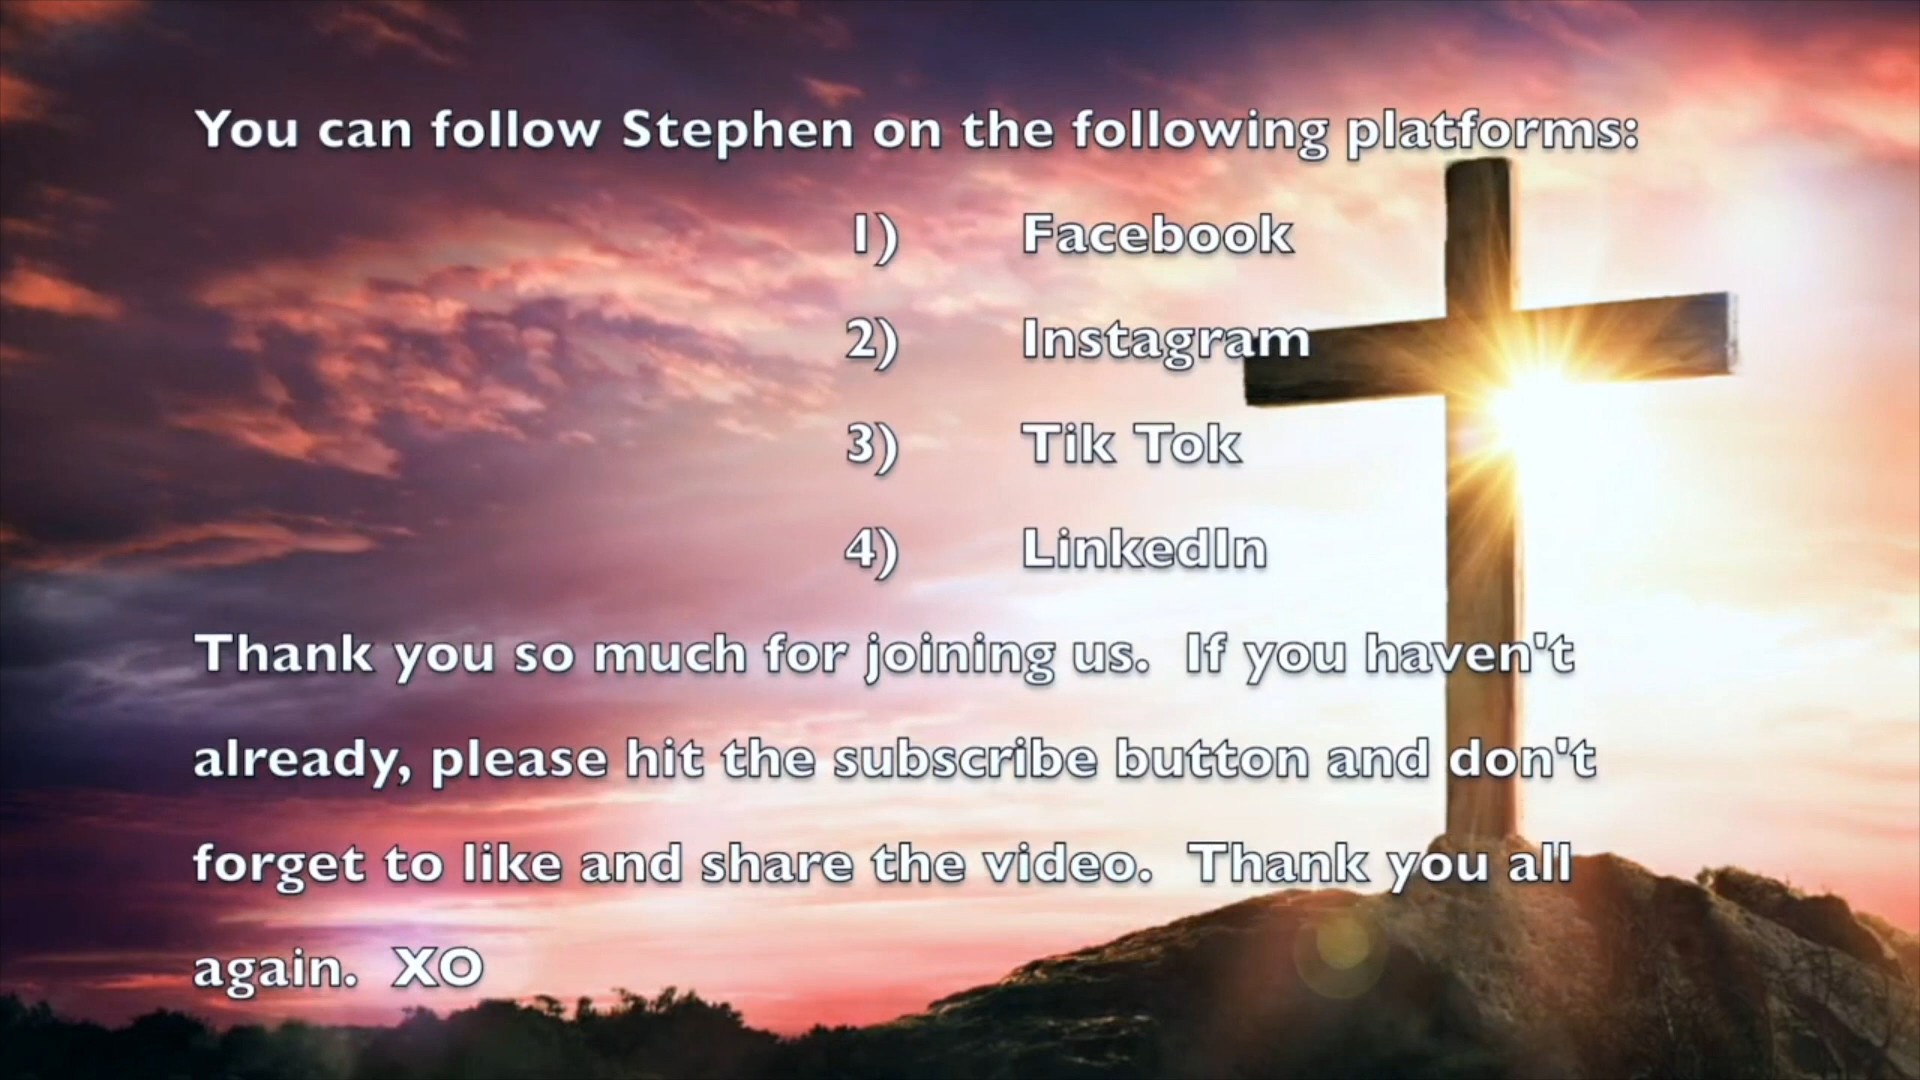 You can follow Stephen on the following platforms:
1) Facebook
2) Instagram
3) Tik Tok
4) LinkedIn
Thank you so much for joining us.  If you haven't
already, please hit the subscribe button and don't
forget to like and share the video.  Thank you all
again.  XO